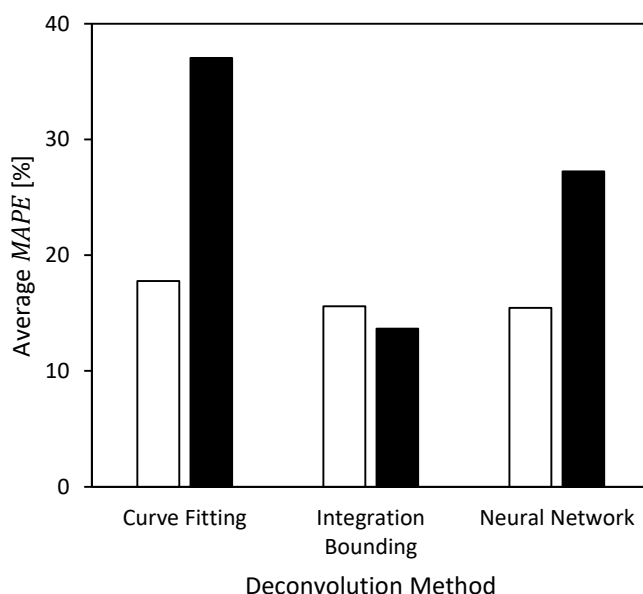 40
30
20
10
0
Average MAPE [%]
Curve Fitting
Integration
Bounding
Neural Network
Deconvolution Method